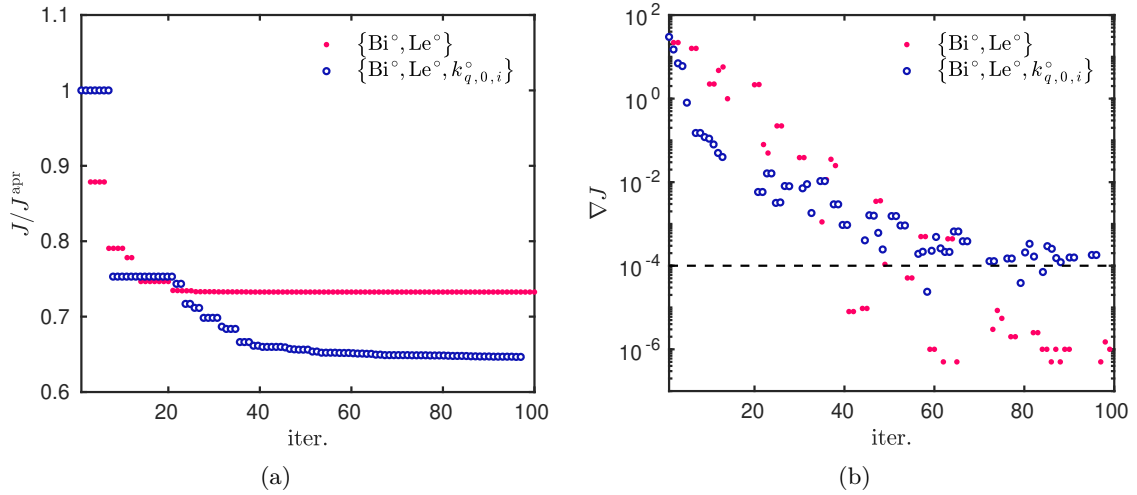 1.1
1
0.9
0.8
0.7
0.6
J/J^apr
{Bi°, Le°}
{Bi°, Le°, k°_{q,0,i}}
20
40
60
80
100
iter.
(a)
10^2
10^0
10^-2
10^-4
10^-6
∇J
{Bi°, Le°}
{Bi°, Le°, k°_{q,0,i}}
20
40
60
80
100
iter.
(b)